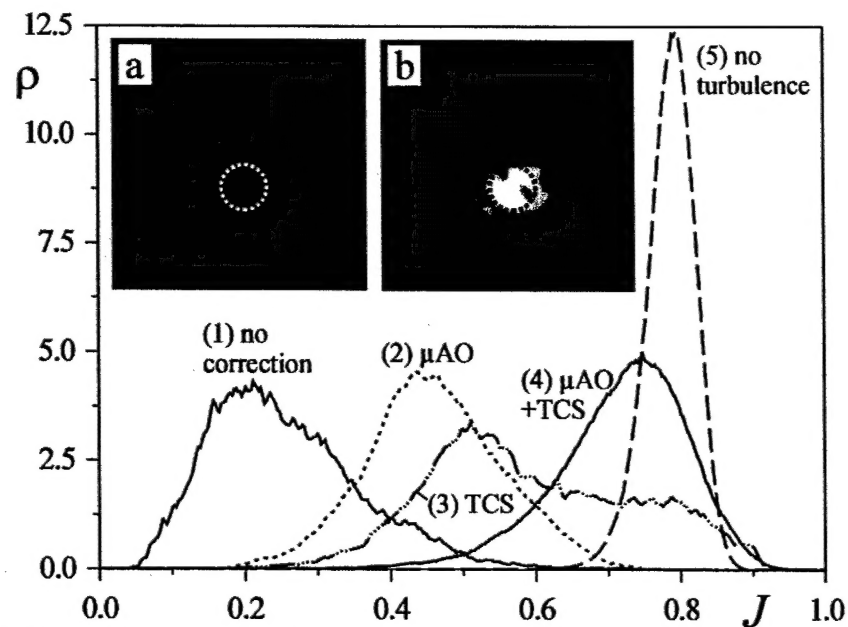 12.5
ρ
10.0
7.5
5.0
2.5
0.0
a
b
(5) no
turbulence
(1) no
correction
(2) μAO
(4) μAO
+TCS
(3) TCS
0.0
0.2
0.4
0.6
0.8
1.0
J